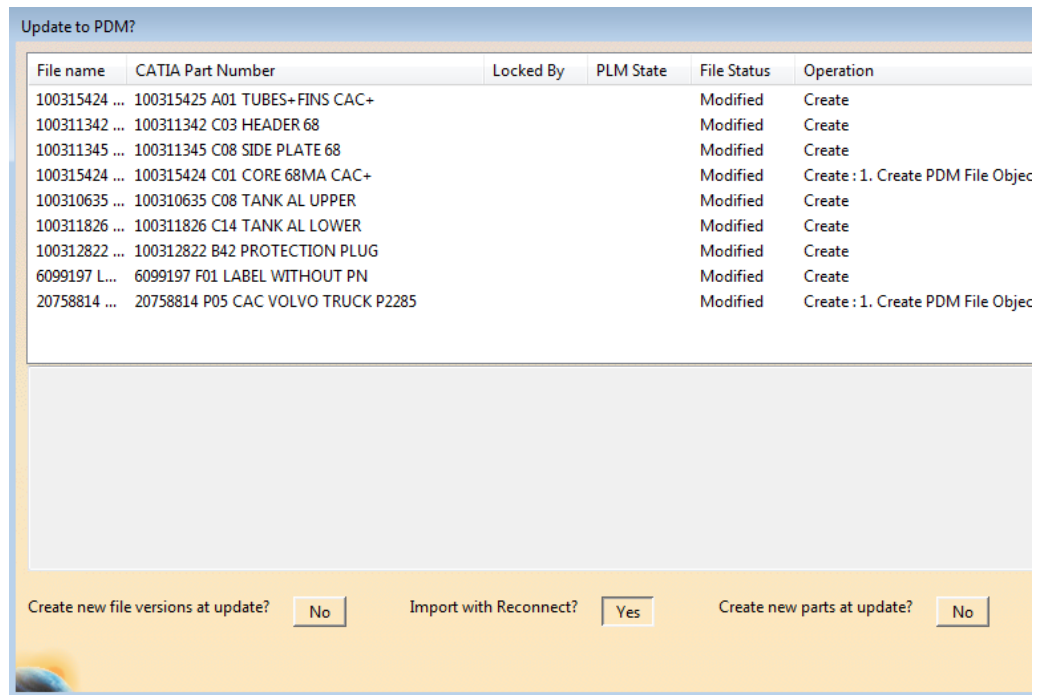 Update to PDM?
File name CATIA Part Number Locked By PLM State File Status Operation
100315424 ... 100315425 A01 TUBES+FINS CAC+ Modified Create
100311342 ... 100311342 C03 HEADER 68 Modified Create
100311345 ... 100311345 C08 SIDE PLATE 68 Modified Create
100315424 ... 100315424 C01 CORE 68MA CAC+ Modified Create : 1. Create PDM File Objec
100310635 ... 100310635 C08 TANK AL UPPER Modified Create
100311826 ... 100311826 C14 TANK AL LOWER Modified Create
100312822 ... 100312822 B42 PROTECTION PLUG Modified Create
6099197 L... 6099197 F01 LABEL WITHOUT PN Modified Create
20758814 ... 20758814 P05 CAC VOLVO TRUCK P2285 Modified Create : 1. Create PDM File Objec
Create new file versions at update? No Import with Reconnect? Yes Create new parts at update? No